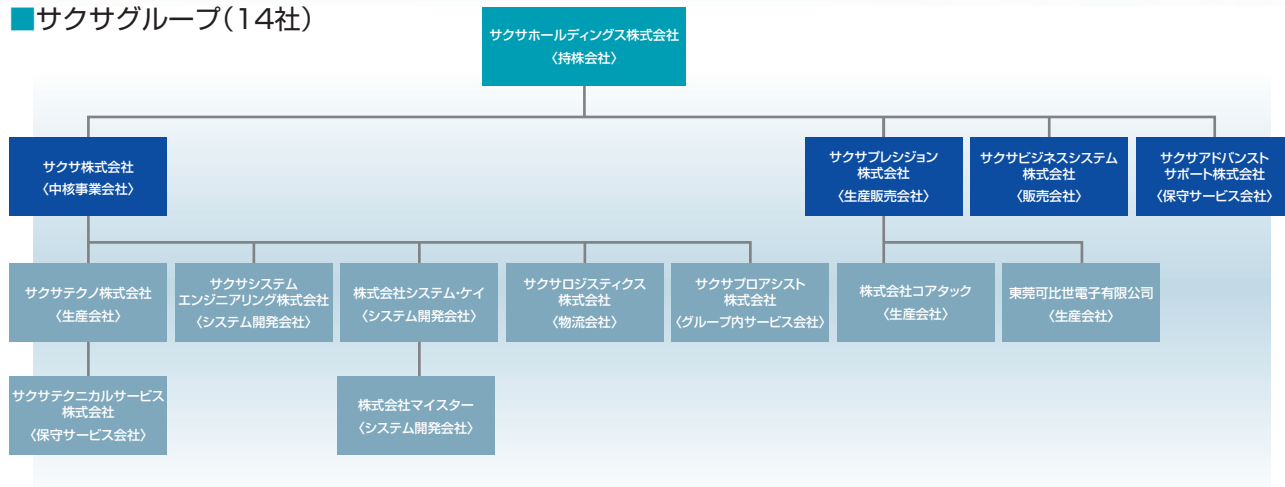 ■サクサグループ（14社）
サクサホールディングス株式会社
〈持株会社〉
サクサ株式会社
〈中核事業会社〉
サクサプレシジョン
株式会社
〈生産販売会社〉
サクサビジネスシステム
株式会社
〈販売会社〉
サクサアドバンスト
サポート株式会社
〈保守サービス会社〉
サクサテクノ株式会社
〈生産会社〉
サクサシステム
エンジニアリング株式会社
〈システム開発会社〉
株式会社システム・ケイ
〈システム開発会社〉
サクサロジスティクス
株式会社
〈物流会社〉
サクサプロアシスト
株式会社
〈グループ内サービス会社〉
株式会社コアタック
〈生産会社〉
東莞可比世電子有限公司
〈生産会社〉
サクサテクニカルサービス
株式会社
〈保守サービス会社〉
株式会社マイスター
〈システム開発会社〉